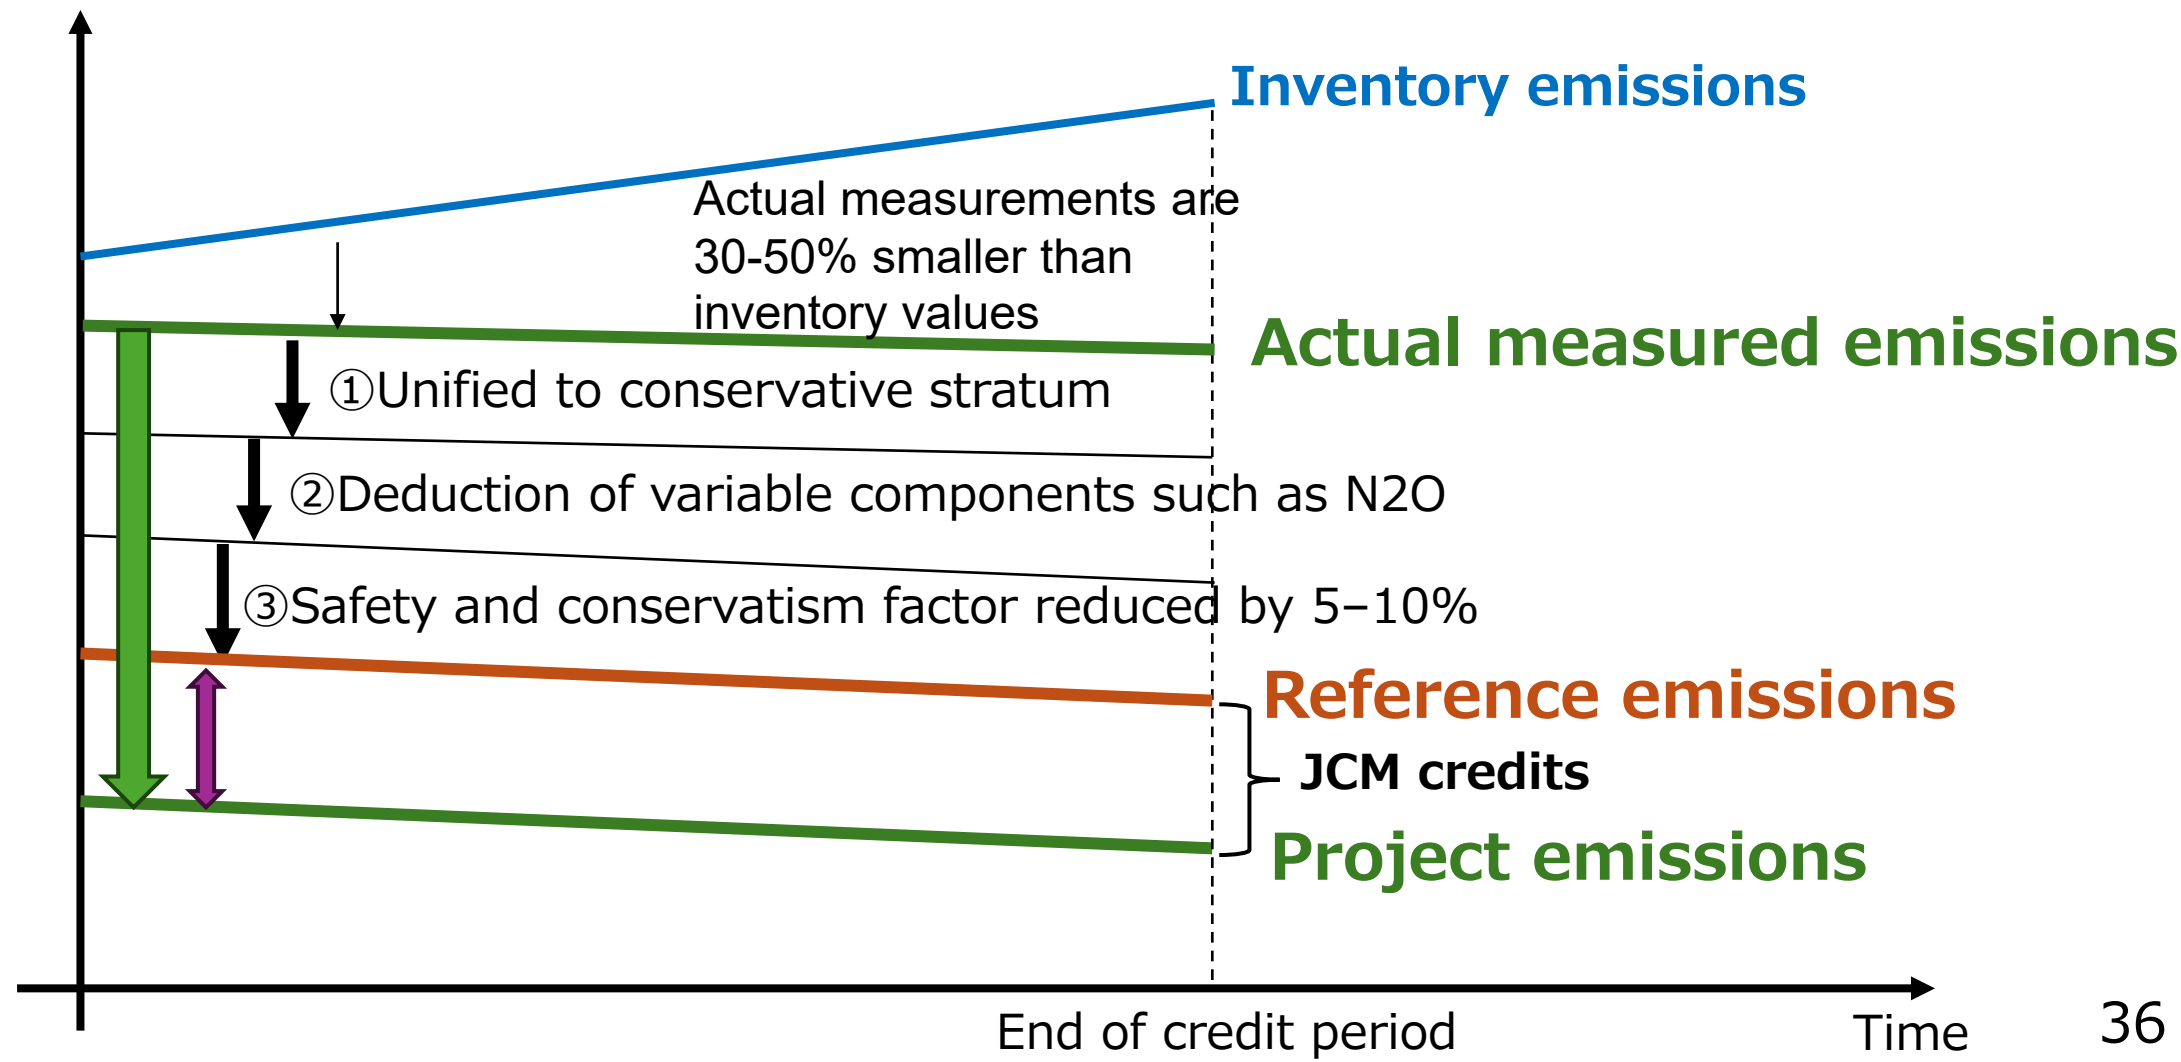 Inventory emissions
Actual measurements are
30-50% smaller than
inventory values
Actual measured emissions
①Unified to conservative stratum
②Deduction of variable components such as N2O
③Safety and conservatism factor reduced by 5–10%
Reference emissions
JCM credits
Project emissions
End of credit period
Time
36